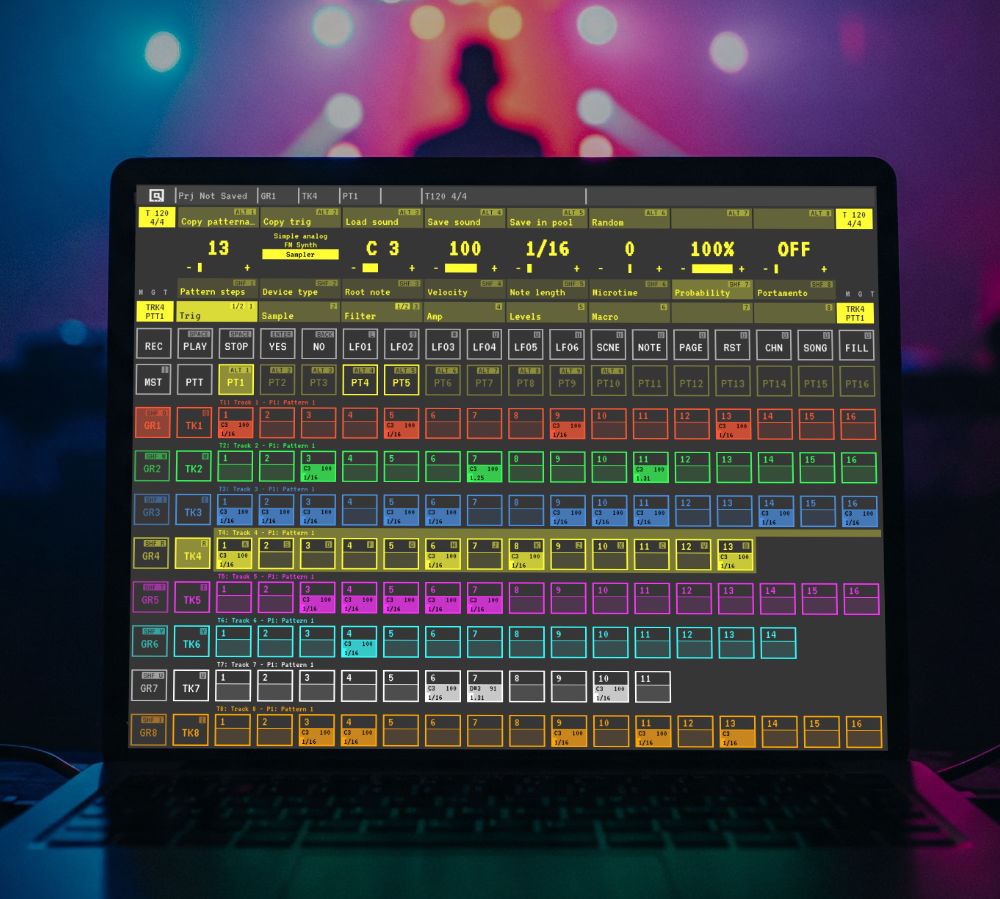 Prj Not Saved GR1 TK4 PT1 T120 4/4
T 120 4/4 ALT 1 ALT 2 ALT 3 ALT 4 ALT 5 ALT 6 ALT 7 ALT 8 T 120 4/4
Copy patterna… Copy trig Load sound Save sound Save in pool Random
Simple analog
FM Synth
Sampler
13 C 3 100 1/16 0 100% OFF
- + - + - + - + - + - + - +
SHF 1 SHF 2 SHF 3 SHF 4 SHF 5 SHF 6 SHF 7 SHF 8
M G T Pattern steps Device type Root note Velocity Note length Microtime Probability Portamento M G T
TRK4 PTT1 Trig 1/2 1 Sample 2 Filter 1/2 3 Amp 4 Levels 5 Macro 6 7 8 TRK4 PTT1
SPACE SPACE ENTER BACK
REC PLAY STOP YES NO LFO1 LFO2 LFO3 LFO4 LFO5 LFO6 SCNE NOTE PAGE RST CHN SONG FILL
MST PTT PT1 PT2 PT3 PT4 PT5 PT6 PT7 PT8 PT9 PT10 PT11 PT12 PT13 PT14 PT15 PT16
T1: Track 1 - P1: Pattern 1
GR1 TK1 1 2 3 4 5 6 7 8 9 10 11 12 13 14 15 16
C3 100 C3 100 C3 100 C3 100
1/16 1/16 1/16 1/16
T2: Track 2 - P1: Pattern 1
GR2 TK2 1 2 3 4 5 6 7 8 9 10 11 12 13 14 15 16
C3 100 C3 100 C3 100
1/16 1.25 1.31
T3: Track 3 - P1: Pattern 1
GR3 TK3 1 2 3 4 5 6 7 8 9 10 11 12 13 14 15 16
C3 100 C3 100 C3 100 C3 100 C3 100 C3 100 C3 100 C3 100 C3 100 C3 100 C3 100
1/16 1/16 1/16 1/16 1/16 1/16 1/16 1/16 1/16 1/16 1/16
T4: Track 4 - P1: Pattern 1
GR4 TK4 1 2 3 4 5 6 7 8 9 10 11 12 13
C3 100 C3 100 C3 100 C3 100
1/16 1/16 1/16 1/16
T5: Track 5 - P1: Pattern 1
GR5 TK5 1 2 3 4 5 6 7 8 9 10 11 12 13 14 15 16
C3 100 C3 100 C3 100 C3 100 C3 100
1/16 1/16 1/16 1/16 1/16
T6: Track 6 - P1: Pattern 1
GR6 TK6 1 2 3 4 5 6 7 8 9 10 11 12 13 14
C3 100
1/16
T7: Track 7 - P1: Pattern 1
GR7 TK7 1 2 3 4 5 6 7 8 9 10 11
C3 100 D#3 91 C3 100
1/16 1.31 1/16
T8: Track 8 - P1: Pattern 1
GR8 TK8 1 2 3 4 5 6 7 8 9 10 11 12 13 14 15 16
C3 100 C3 100 C3 100 C3 100 C3
1/16 1/16 1/16 1/16 1/16